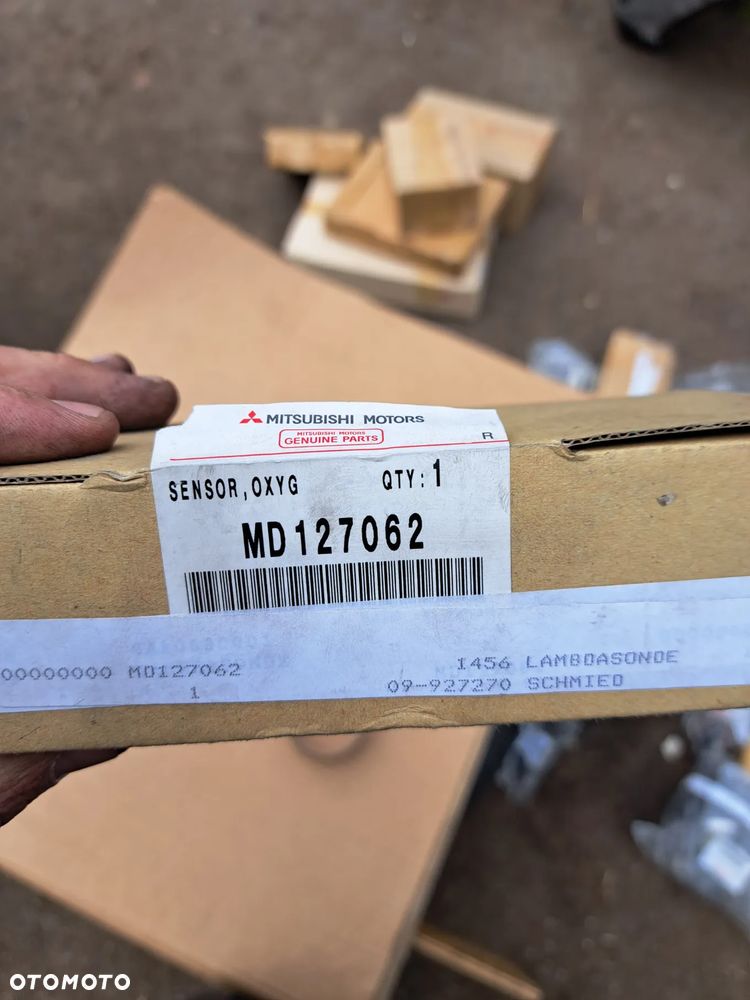 MITSUBISHI MOTORS
MITSUBISHI MOTORS
GENUINE PARTS
R
SENSOR,OXYG QTY:1
MD127062
00000000 MD127062 1456 LAMBDASONDE
1 09-927270 SCHMIED
OTOMOTO